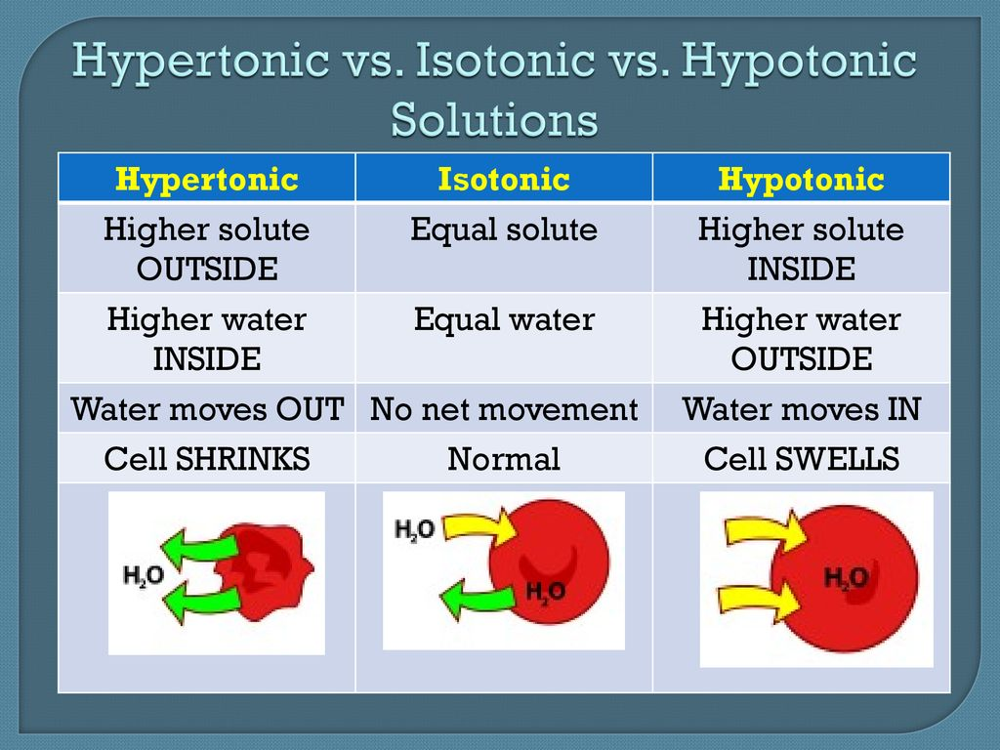 Hypertonic vs. Isotonic vs. Hypotonic
Solutions
Hypertonic
Isotonic
Hypotonic
Higher solute
OUTSIDE
Equal solute
Higher solute
INSIDE
Higher water
INSIDE
Equal water
Higher water
OUTSIDE
Water moves OUT
No net movement
Water moves IN
Cell SHRINKS
Normal
Cell SWELLS
H₂O
H₂O
H₂O
H₂O